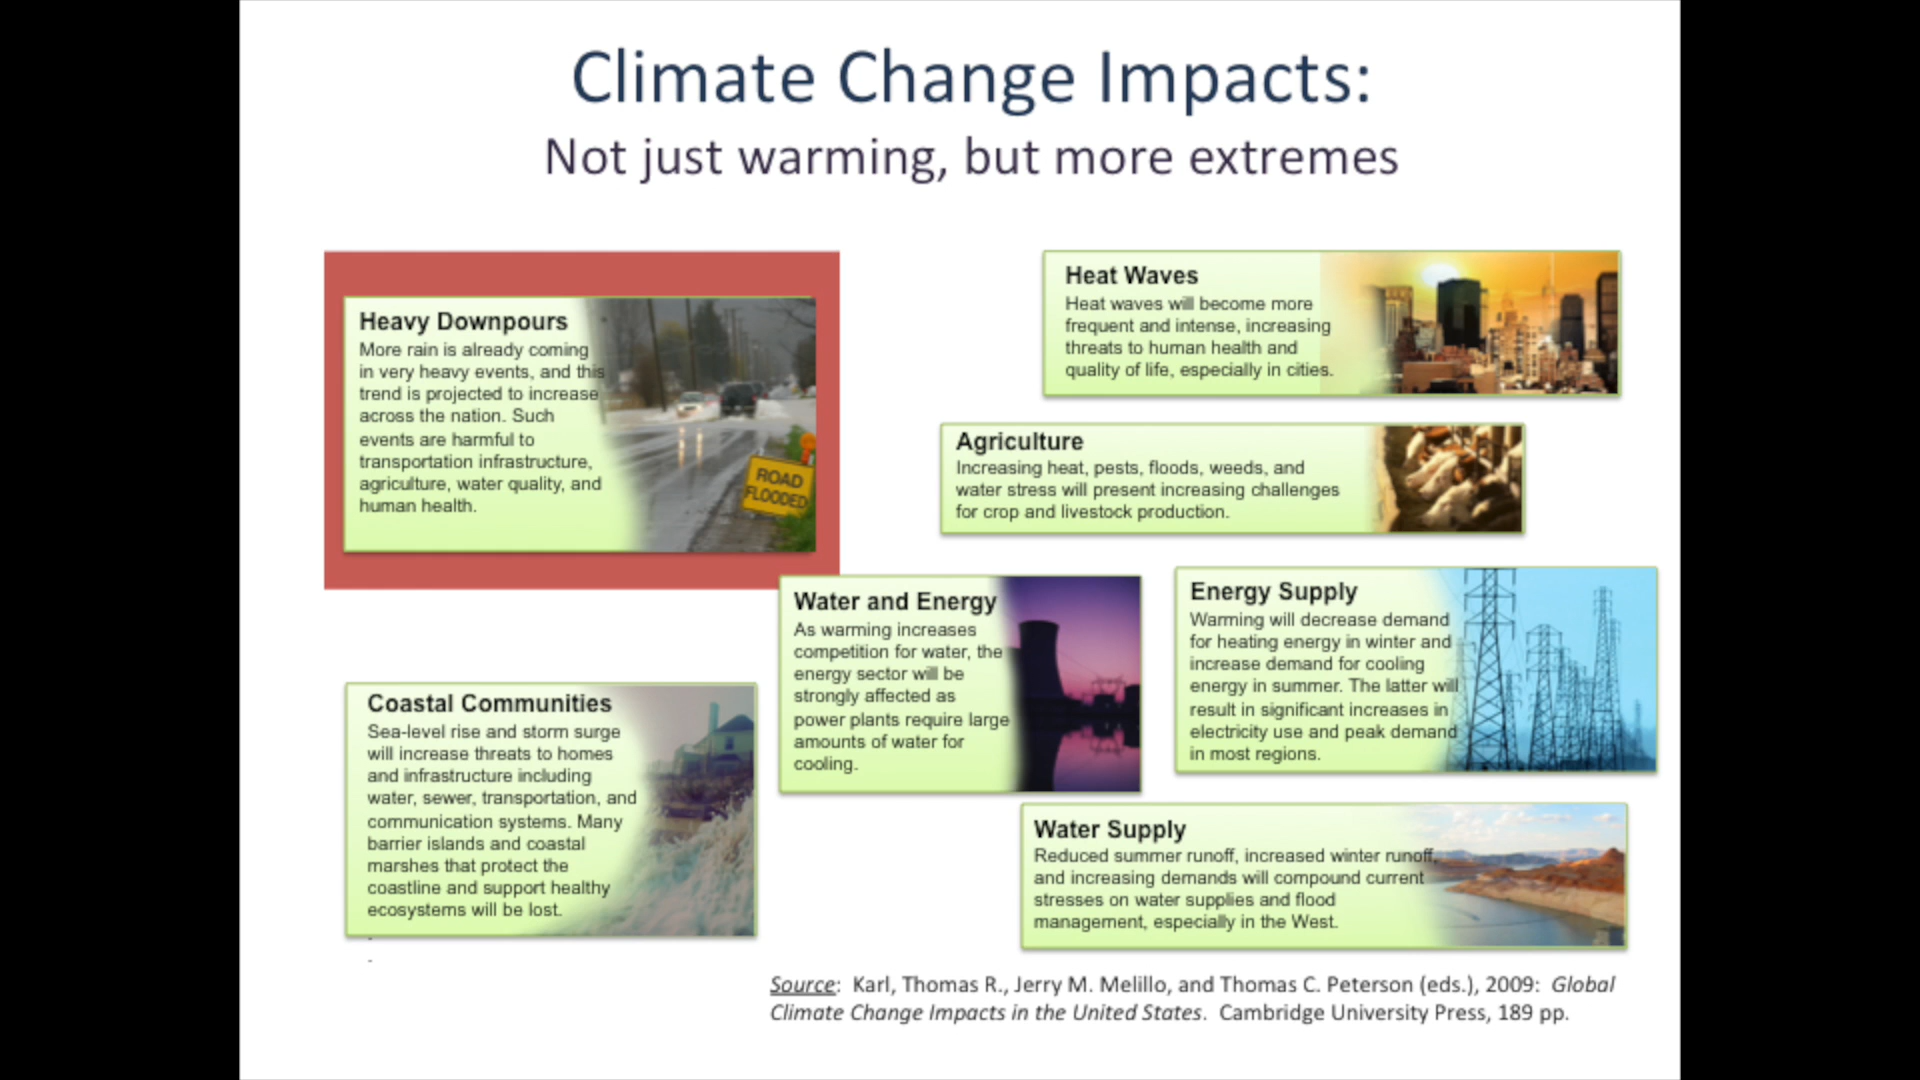 Climate Change Impacts:
Not just warming, but more extremes
Heavy Downpours
More rain is already coming
in very heavy events, and this
trend is projected to increase
across the nation. Such
events are harmful to
transportation infrastructure,
agriculture, water quality, and
human health.
ROAD
FLOODED
Heat Waves
Heat waves will become more
frequent and intense, increasing
threats to human health and
quality of life, especially in cities.
Agriculture
Increasing heat, pests, floods, weeds, and
water stress will present increasing challenges
for crop and livestock production.
Water and Energy
As warming increases
competition for water, the
energy sector will be
strongly affected as
power plants require large
amounts of water for
cooling.
Energy Supply
Warming will decrease demand
for heating energy in winter and
increase demand for cooling
energy in summer. The latter will
result in significant increases in
electricity use and peak demand
in most regions.
Coastal Communities
Sea-level rise and storm surge
will increase threats to homes
and infrastructure including
water, sewer, transportation, and
communication systems. Many
barrier islands and coastal
marshes that protect the
coastline and support healthy
ecosystems will be lost.
Water Supply
Reduced summer runoff, increased winter runoff,
and increasing demands will compound current
stresses on water supplies and flood
management, especially in the West.
Source: Karl, Thomas R., Jerry M. Melillo, and Thomas C. Peterson (eds.), 2009: Global
Climate Change Impacts in the United States. Cambridge University Press, 189 pp.